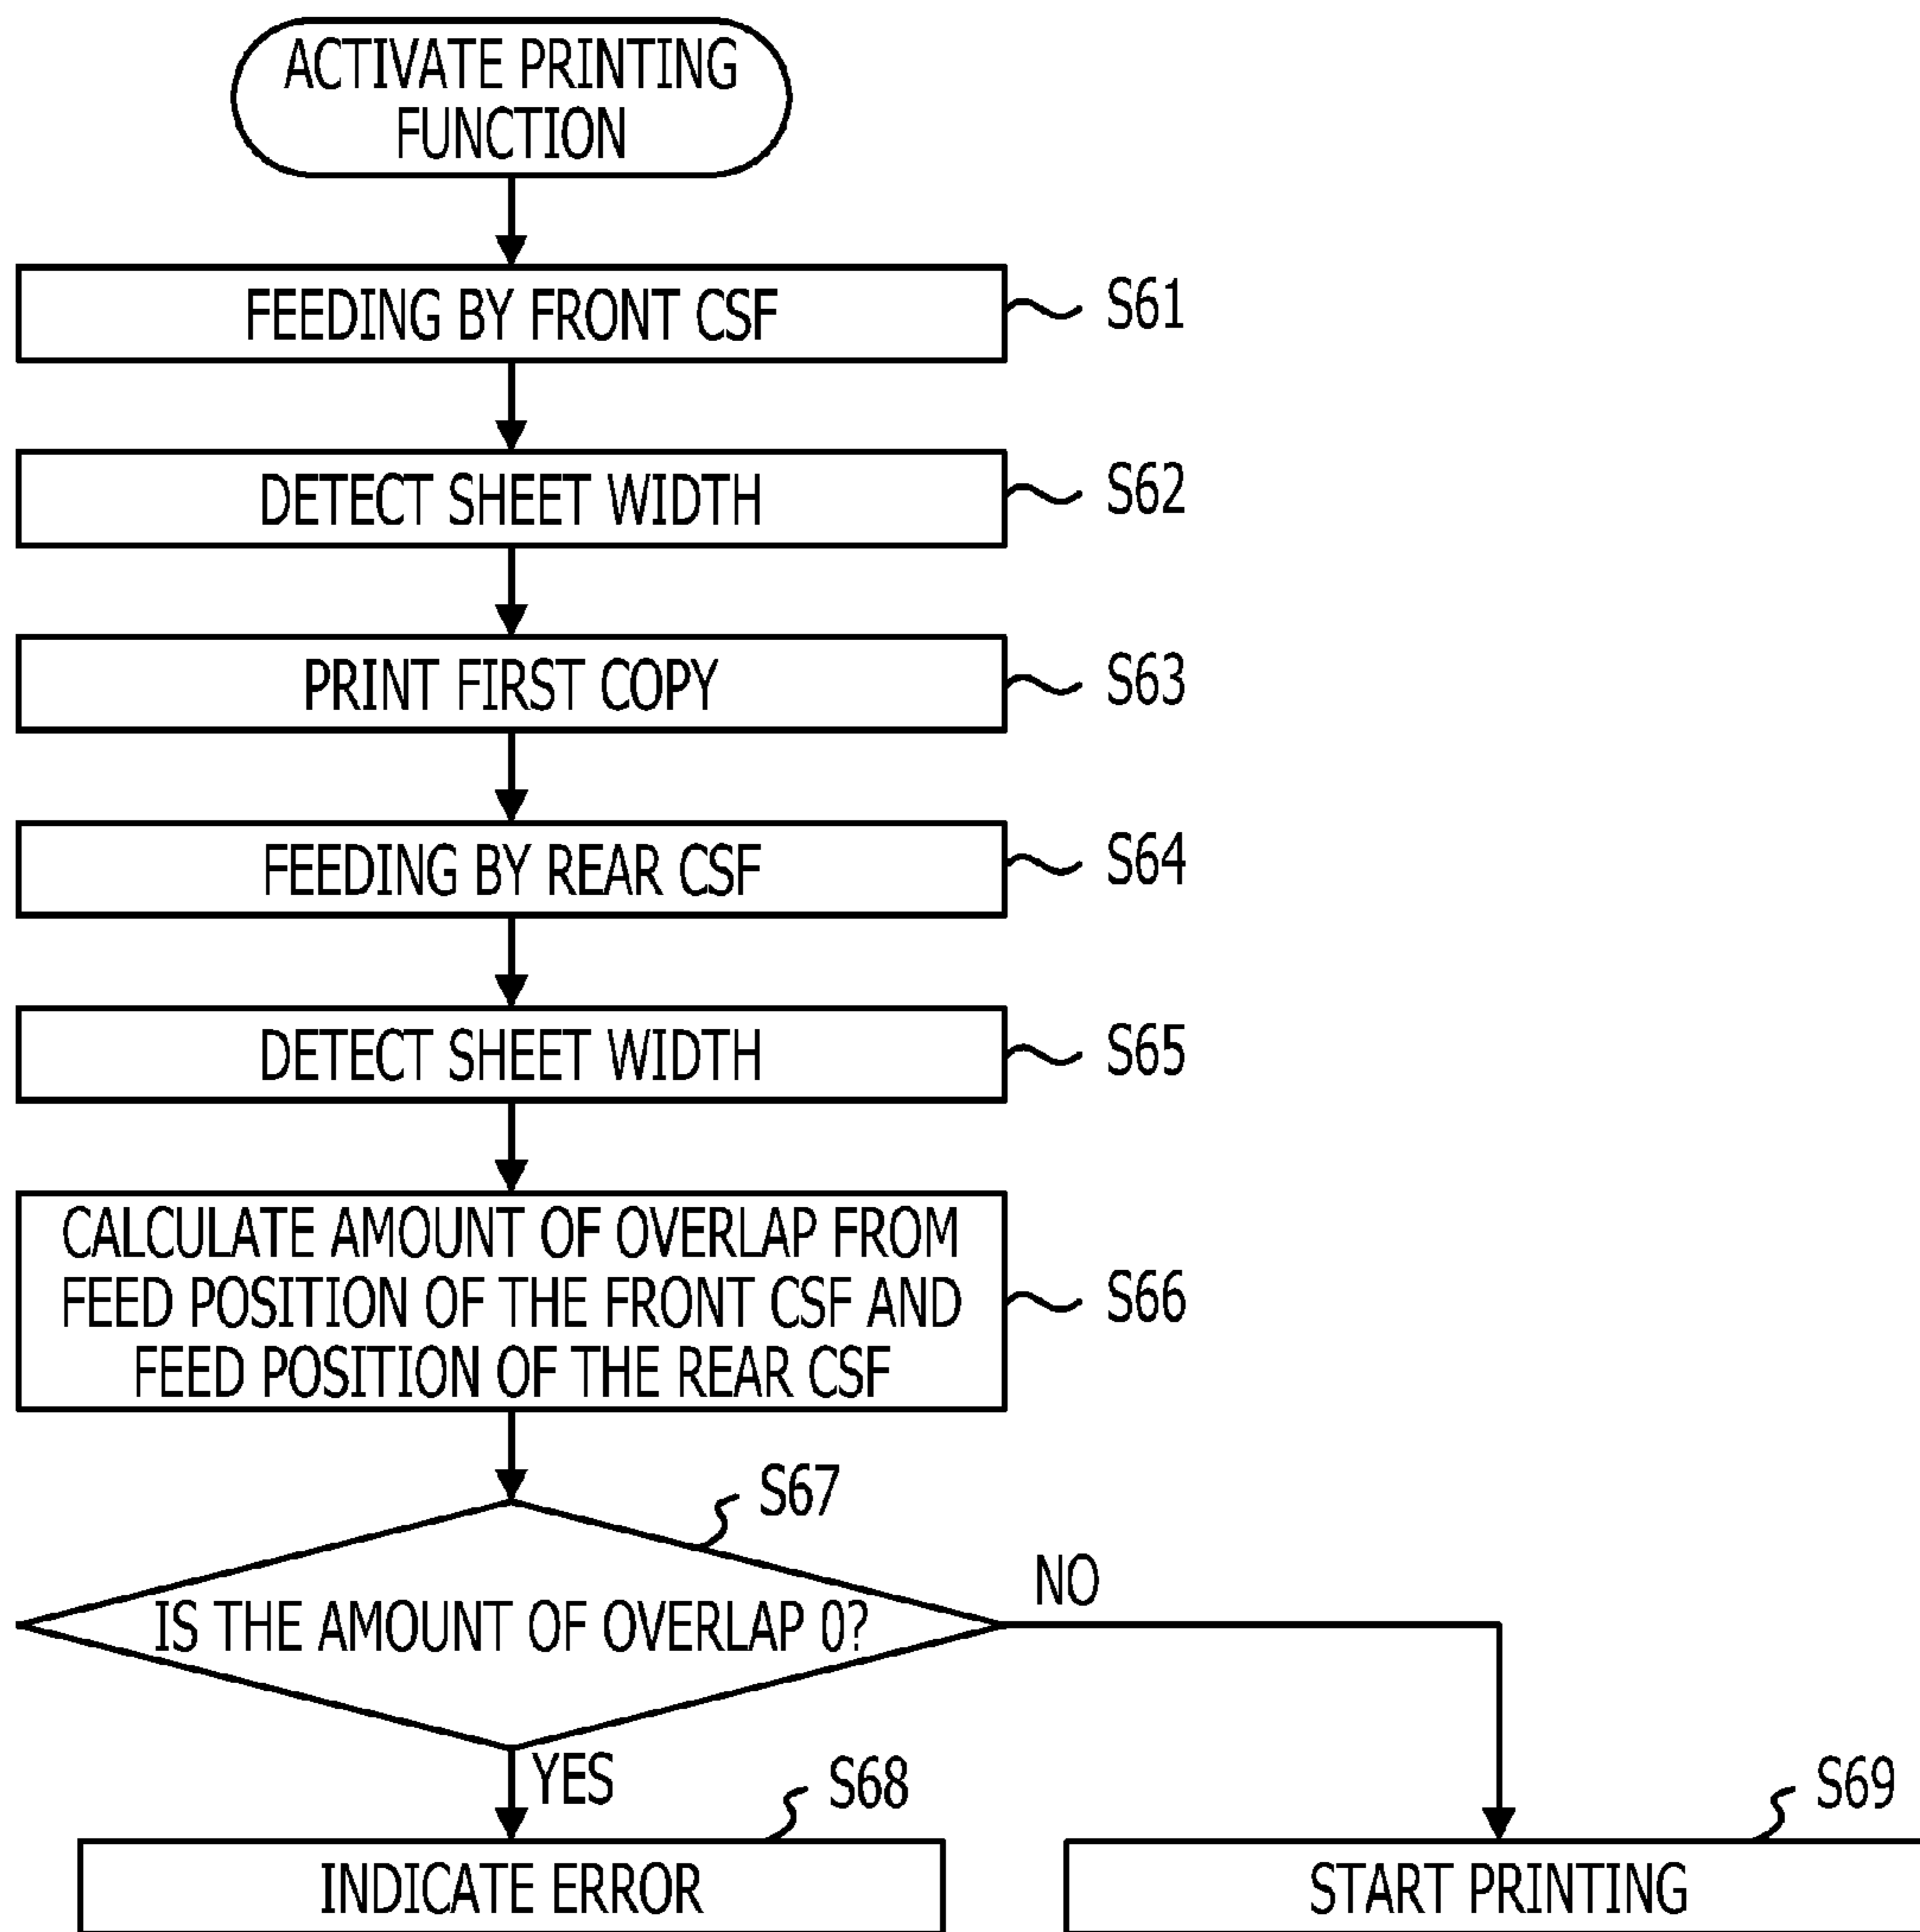 ACTIVATE PRINTING
FUNCTION
FEEDING BY FRONT CSF
S61
DETECT SHEET WIDTH
S62
PRINT FIRST COPY
S63
FEEDING BY REAR CSF
S64
DETECT SHEET WIDTH
S65
CALCULATE AMOUNT OF OVERLAP FROM
FEED POSITION OF THE FRONT CSF AND
FEED POSITION OF THE REAR CSF
S66
S67
IS THE AMOUNT OF OVERLAP 0?
NO
YES
S68
INDICATE ERROR
S69
START PRINTING